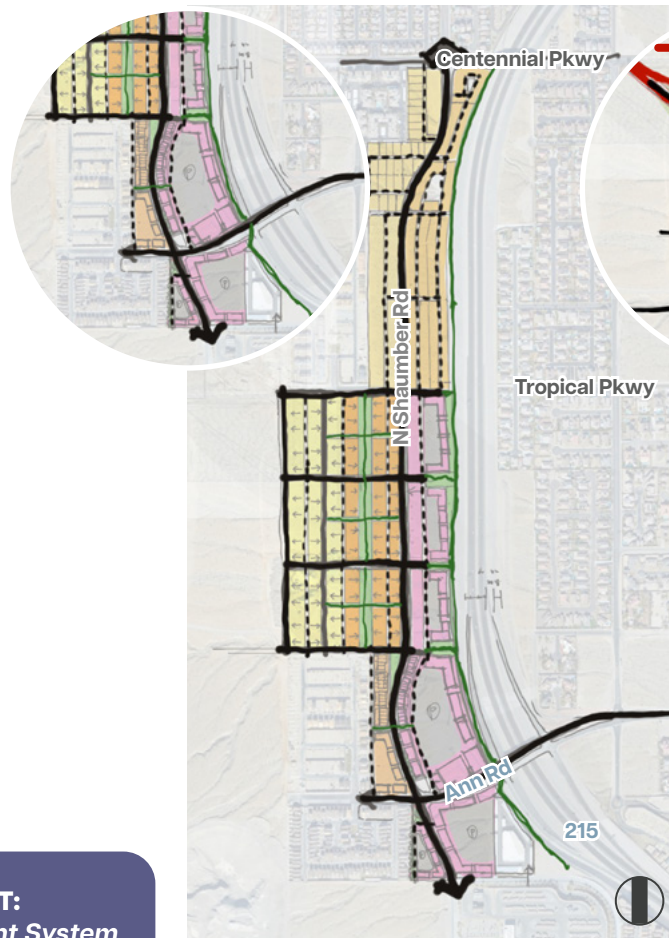 Centennial Pkwy
N Shaumber Rd
Tropical Pkwy
Ann Rd
215
T:
nt System